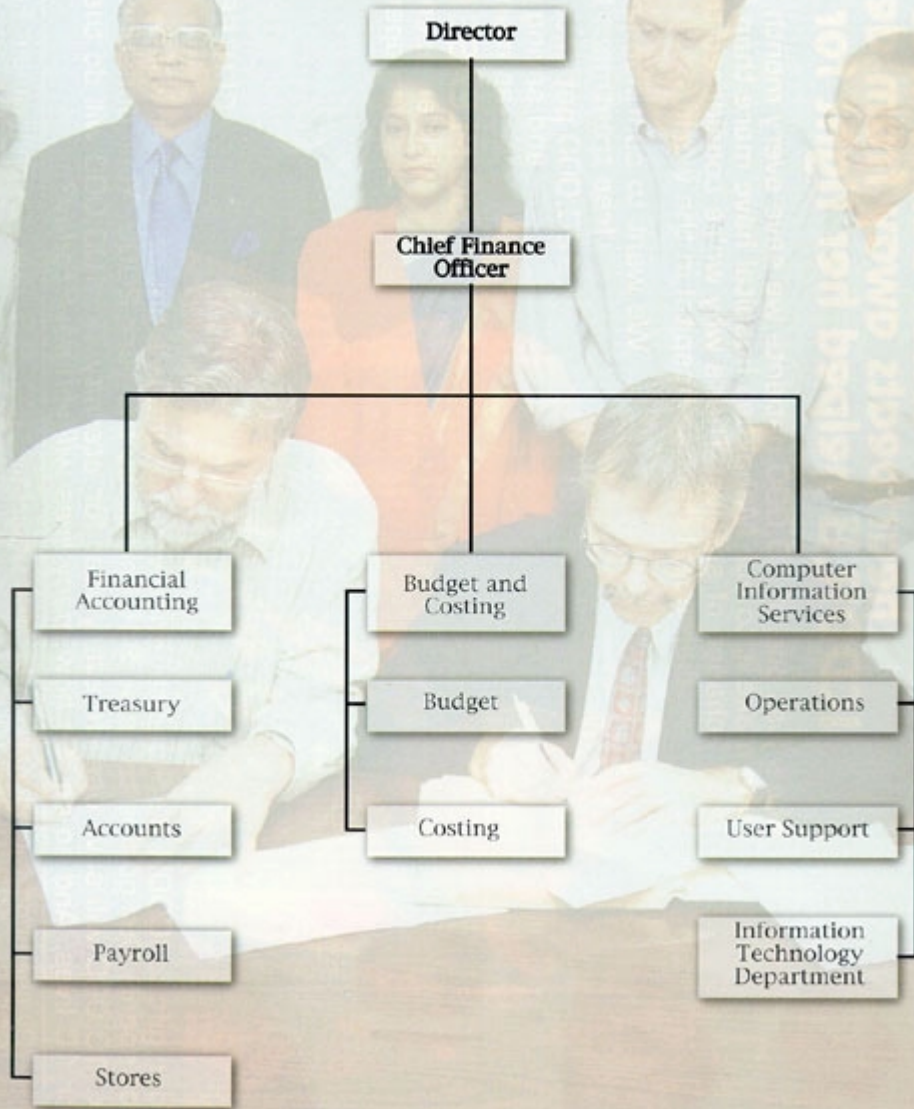 Director
Chief Finance
Officer
Financial
Accounting
Budget and
Costing
Computer
Information
Services
Treasury
Budget
Operations
Accounts
Costing
User Support
Payroll
Information
Technology
Department
Stores